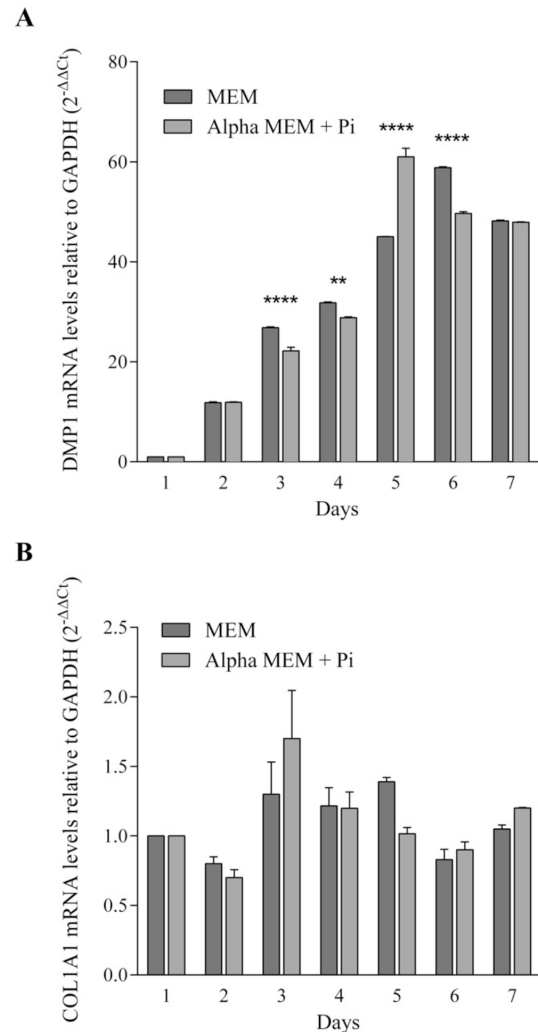 A
DMP1 mRNA levels relative to GAPDH (2-ΔΔCt)
80
60
40
20
0
MEM
Alpha MEM + Pi
****
**
****
****
1 2 3 4 5 6 7
Days
B
COL1A1 mRNA levels relative to GAPDH (2-ΔΔCt)
2.5
2.0
1.5
1.0
0.5
0.0
MEM
Alpha MEM + Pi
1 2 3 4 5 6 7
Days